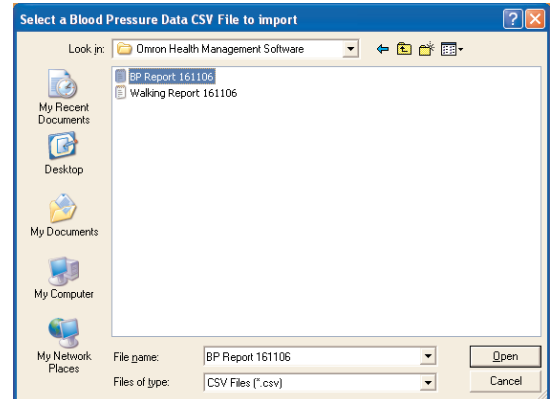 Select a Blood Pressure Data CSV File to import
Look in: Omron Health Management Software
BP Report 161106
Walking Report 161106
My Recent
Documents
Desktop
My Documents
My Computer
My Network
Places
File name: BP Report 161106 Open
Files of type: CSV Files (*.csv) Cancel